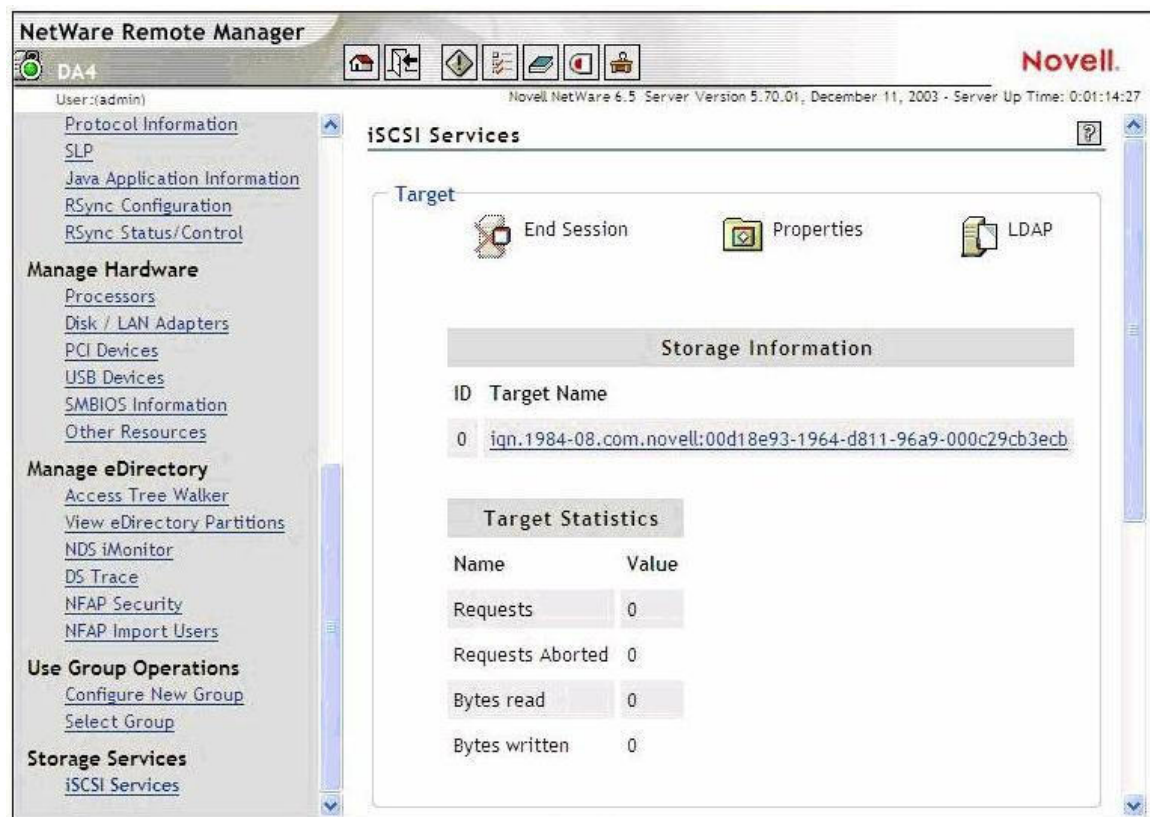 NetWare Remote Manager
DA4
Novell.
User:(admin)
Novell NetWare 6.5 Server Version 5.70.01, December 11, 2003 - Server Up Time: 0:01:14:27
Protocol Information
SLP
Java Application Information
RSync Configuration
RSync Status/Control
Manage Hardware
Processors
Disk / LAN Adapters
PCI Devices
USB Devices
SMBIOS Information
Other Resources
Manage eDirectory
Access Tree Walker
View eDirectory Partitions
NDS iMonitor
DS Trace
NFAP Security
NFAP Import Users
Use Group Operations
Configure New Group
Select Group
Storage Services
iSCSI Services
iSCSI Services
?
Target
End Session Properties LDAP
Storage Information
ID Target Name
0 iqn.1984-08.com.novell:00d18e93-1964-d811-96a9-000c29cb3ecb
Target Statistics
Name Value
Requests 0
Requests Aborted 0
Bytes read 0
Bytes written 0